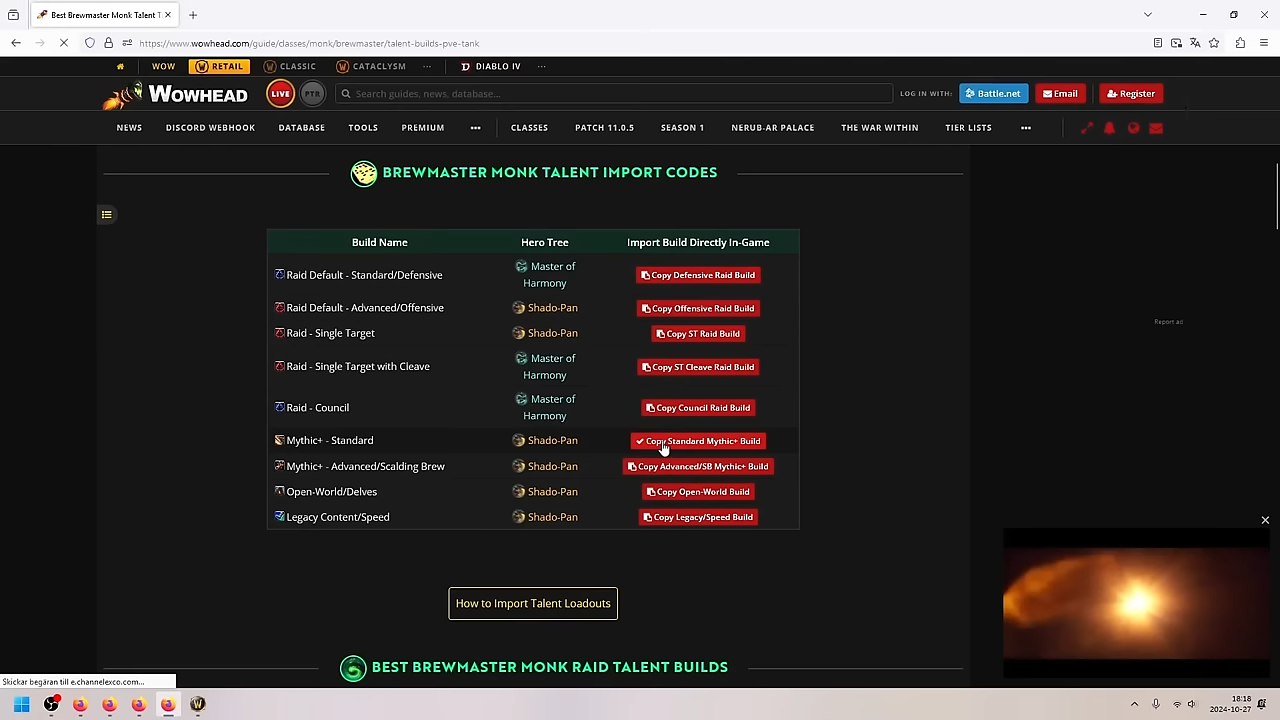 Best Brewmaster Monk Talent T
https://www.wowhead.com/guide/classes/monk/brewmaster/talent-builds-pve-tank
WOW RETAIL CLASSIC CATACLYSM ... DIABLO IV ...
WOWHEAD LIVE PTR Search guides, news, database... LOG IN WITH: Battle.net Email Register
NEWS DISCORD WEBHOOK DATABASE TOOLS PREMIUM ... CLASSES PATCH 11.0.5 SEASON 1 NERUB-AR PALACE THE WAR WITHIN TIER LISTS ...
BREWMASTER MONK TALENT IMPORT CODES
Build Name Hero Tree Import Build Directly In-Game
Raid Default - Standard/Defensive Master of Harmony Copy Defensive Raid Build
Raid Default - Advanced/Offensive Shado-Pan Copy Offensive Raid Build
Raid - Single Target Shado-Pan Copy ST Raid Build
Raid - Single Target with Cleave Master of Harmony Copy ST Cleave Raid Build
Raid - Council Master of Harmony Copy Council Raid Build
Mythic+ - Standard Shado-Pan Copy Standard Mythic+ Build
Mythic+ - Advanced/Scalding Brew Shado-Pan Copy Advanced/SB Mythic+ Build
Open-World/Delves Shado-Pan Copy Open-World Build
Legacy Content/Speed Shado-Pan Copy Legacy/Speed Build
Report ad
How to Import Talent Loadouts
BEST BREWMASTER MONK RAID TALENT BUILDS
Skickar begäran till e.channelexco.com...
18:18
2024-10-27